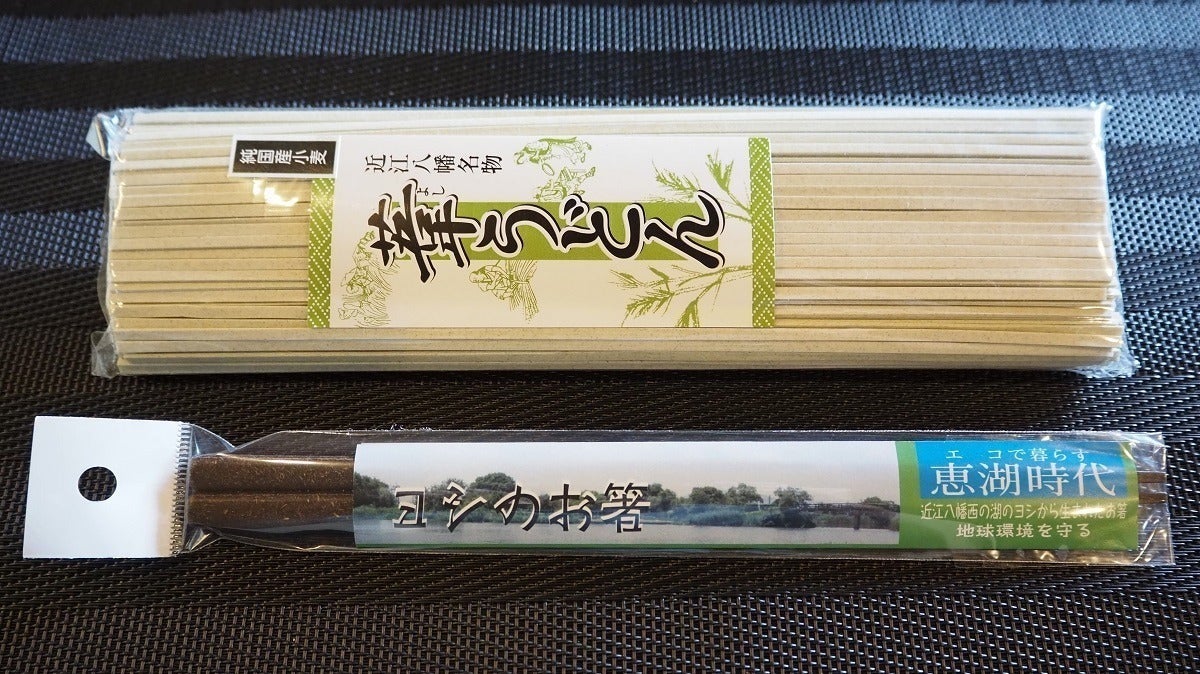 純国産小麦
近江八幡名物
よし
葦うどん
ヨシのお箸
エコで暮らす
恵湖時代
近江八幡西の湖のヨシから生まれたお箸
地球環境を守る